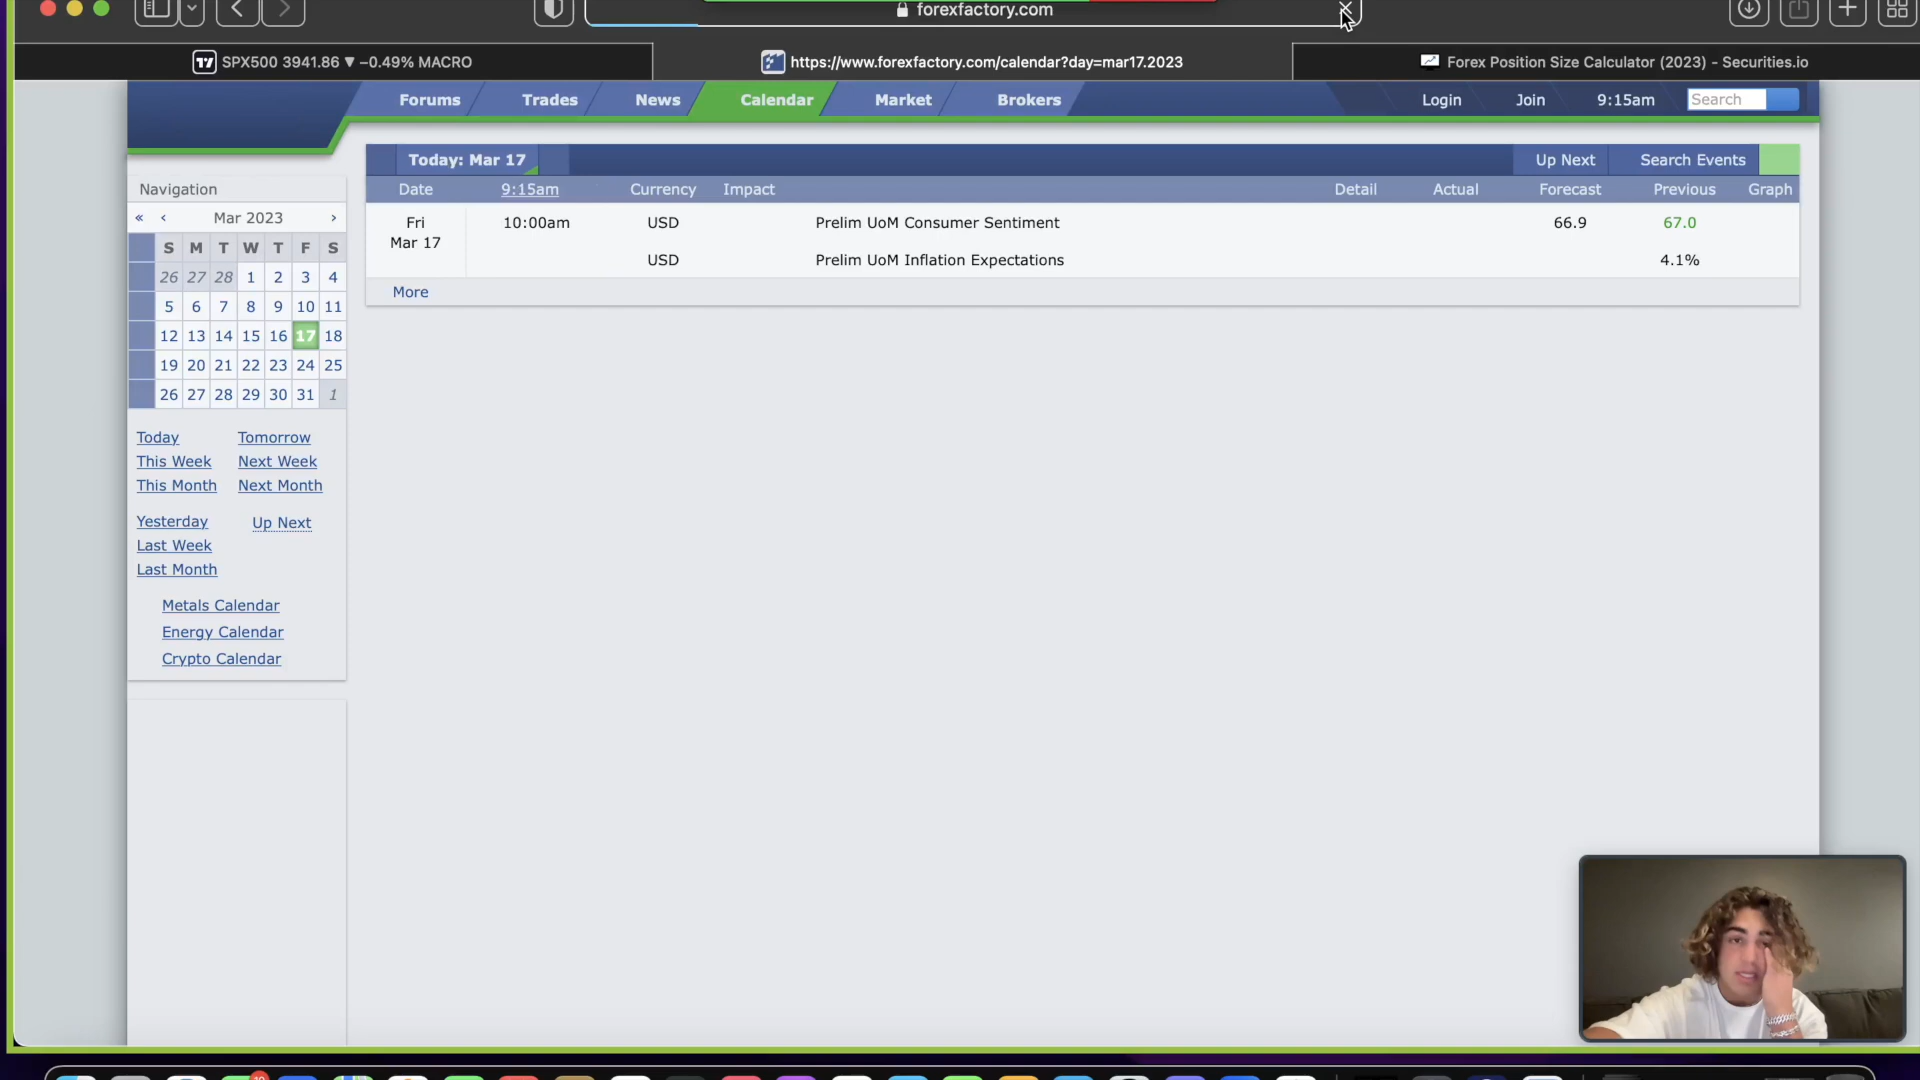 forexfactory.com
SPX500 3941.86 ▼ −0.49% MACRO
https://www.forexfactory.com/calendar?day=mar17.2023
Forex Position Size Calculator (2023) - Securities.io
Forums Trades News Calendar Market Brokers Login Join 9:15am Search
Today: Mar 17 Up Next Search Events
Date 9:15am Currency Impact Detail Actual Forecast Previous Graph
Fri 10:00am USD Prelim UoM Consumer Sentiment 66.9 67.0
Mar 17
USD Prelim UoM Inflation Expectations 4.1%
More
Navigation
« ‹ Mar 2023 ›
S M T W T F S
26 27 28 1 2 3 4
5 6 7 8 9 10 11
12 13 14 15 16 17 18
19 20 21 22 23 24 25
26 27 28 29 30 31 1
Today Tomorrow
This Week Next Week
This Month Next Month
Yesterday Up Next
Last Week
Last Month
Metals Calendar
Energy Calendar
Crypto Calendar